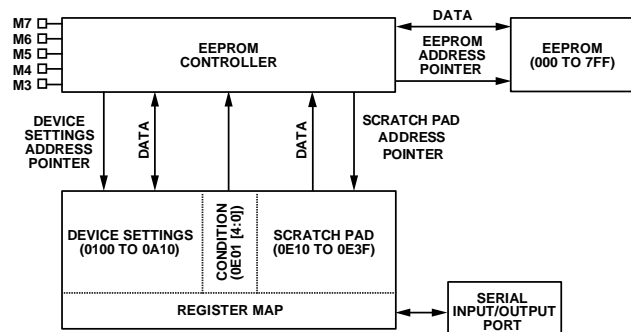 M7
M6
M5
M4
M3
EEPROM
CONTROLLER
DATA
EEPROM
ADDRESS
POINTER
EEPROM
(000 TO 7FF)
DEVICE
SETTINGS
ADDRESS
POINTER
DATA
DATA
SCRATCH PAD
ADDRESS
POINTER
DEVICE SETTINGS
(0100 TO 0A10)
CONDITION
(0E01 [4:0])
SCRATCH PAD
(0E10 TO 0E3F)
REGISTER MAP
SERIAL
INPUT/OUTPUT
PORT